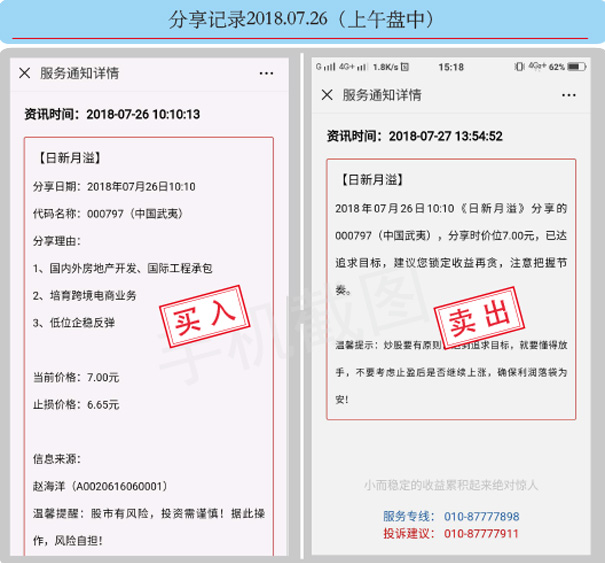 分享记录2018.07.26（上午盘中）
服务通知详情
资讯时间：2018-07-26 10:10:13
【日新月溢】
分享日期：2018年07月26日10:10
代码名称：000797（中国武夷）
分享理由：
1、国内外房地产开发、国际工程承包
2、培育跨境电商业务
3、低位企稳反弹
买入
当前价格：7.00元
止损价格：6.65元
信息来源：
赵海洋（A0020616060001）
温馨提醒：股市有风险，投资需谨慎！据此操
作，风险自担！
G 4G+ 1.8K/s 15:18 4G+ 62%
服务通知详情
资讯时间：2018-07-27 13:54:52
【日新月溢】
2018年07月26日10:10《日新月溢》分享的
000797（中国武夷），分享时价位7.00元，已达
追求目标，建议您锁定收益再贪，注意把握节
奏。
卖出
温馨提示：炒股要有原则 到追求目标，就要懂得放
手，不要考虑止盈后是否继续上涨，确保利润落袋为
安！
小而稳定的收益累积起来绝对惊人
服务专线： 010-87777898
投诉建议： 010-87777911
手机截图